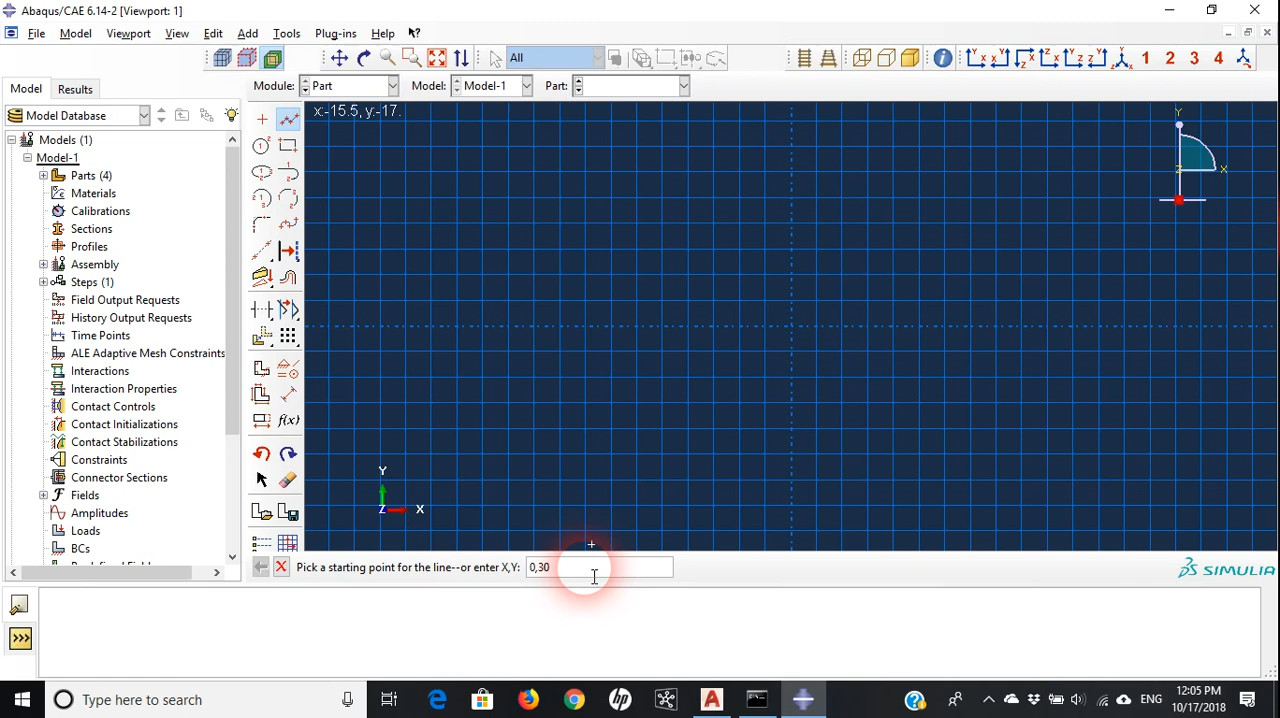 Abaqus/CAE 6.14-2 [Viewport: 1]
File Model Viewport View Edit Add Tools Plug-ins Help
All
1 2 3 4
Model Results
Module: Part Model: Model-1 Part:
Model Database
x:-15.5, y:-17.
Models (1)
Model-1
Parts (4)
Materials
Calibrations
Sections
Profiles
Assembly
Steps (1)
Field Output Requests
History Output Requests
Time Points
ALE Adaptive Mesh Constraints
Interactions
Interaction Properties
Contact Controls
Contact Initializations
Contact Stabilizations
Constraints
Connector Sections
Fields
Amplitudes
Loads
BCs
f(x)
Y
Z X
Y
Z X
Pick a starting point for the line--or enter X,Y: 0,30
SIMULIA
>>>
Type here to search
ENG
12:05 PM
10/17/2018